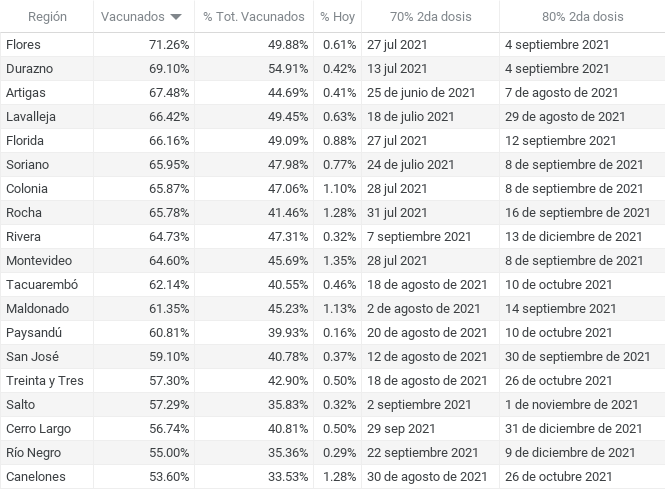 Región Vacunados % Tot. Vacunados % Hoy 70% 2da dosis 80% 2da dosis
Flores 71.26% 49.88% 0.61% 27 jul 2021 4 septiembre 2021
Durazno 69.10% 54.91% 0.42% 13 jul 2021 4 septiembre 2021
Artigas 67.48% 44.69% 0.41% 25 de junio de 2021 7 de agosto de 2021
Lavalleja 66.42% 49.45% 0.63% 18 de julio 2021 29 de agosto de 2021
Florida 66.16% 49.09% 0.88% 27 jul 2021 12 septiembre 2021
Soriano 65.95% 47.98% 0.77% 24 de julio 2021 8 de septiembre de 2021
Colonia 65.87% 47.06% 1.10% 28 jul 2021 8 de septiembre de 2021
Rocha 65.78% 41.46% 1.28% 31 jul 2021 16 de septiembre de 2021
Rivera 64.73% 47.31% 0.32% 7 septiembre 2021 13 de diciembre de 2021
Montevideo 64.60% 45.69% 1.35% 28 jul 2021 8 de septiembre de 2021
Tacuarembó 62.14% 40.55% 0.46% 18 de agosto de 2021 10 de octubre 2021
Maldonado 61.35% 45.23% 1.13% 2 de agosto de 2021 14 septiembre 2021
Paysandú 60.81% 39.93% 0.16% 20 de agosto de 2021 10 de octubre 2021
San José 59.10% 40.78% 0.37% 12 de agosto de 2021 30 de septiembre de 2021
Treinta y Tres 57.30% 42.90% 0.50% 18 de agosto de 2021 26 de octubre 2021
Salto 57.29% 35.83% 0.32% 2 septiembre 2021 1 de noviembre de 2021
Cerro Largo 56.74% 40.81% 0.50% 29 sep 2021 31 de diciembre de 2021
Río Negro 55.00% 35.36% 0.29% 22 septiembre 2021 9 de diciembre de 2021
Canelones 53.60% 33.53% 1.28% 30 de agosto de 2021 26 de octubre 2021